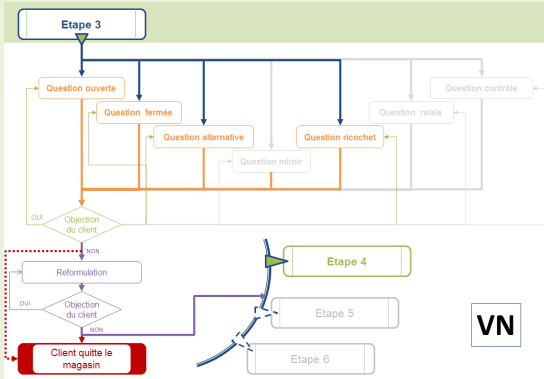 Etape 3
Question ouverte
Question contrôle
Question fermée
Question relais
Question alternative
Question ricochet
Question miroir
OUI
Objection
du client
NON
Reformulation
Etape 4
OUI
Objection
du client
NON
Etape 5
VN
Client quitte le
magasin
Etape 6